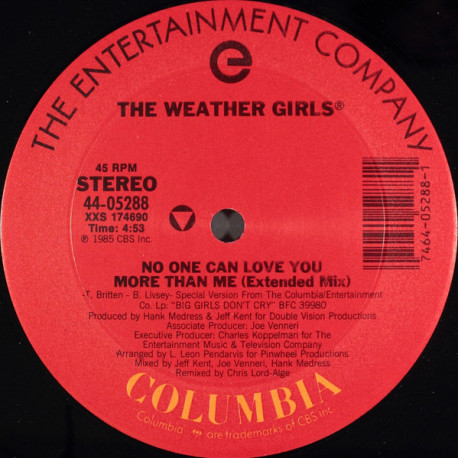 THE ENTERTAINMENT COMPANY
e
THE WEATHER GIRLS®
45 RPM
STEREO
44-05288
XXS 174690
Time: 4:53
℗ 1985 CBS Inc.
7464-05288-1
NO ONE CAN LOVE YOU
MORE THAN ME (Extended Mix)
-T. Britten - B. Livsey- Special Version From The Columbia/Entertainment
Co. Lp: "BIG GIRLS DON'T CRY" BFC 39980
Produced by Hank Medress & Jeff Kent for Double Vision Productions
Associate Producer: Joe Venneri
Executive Producer: Charles Koppelman for The
Entertainment Music & Television Company
Arranged by L. Leon Pendarvis for Pinwheel Productions
Mixed by Jeff Kent, Joe Venneri, Hank Medress
Remixed by Chris Lord-Alge
COLUMBIA
Columbia are trademarks of CBS Inc.